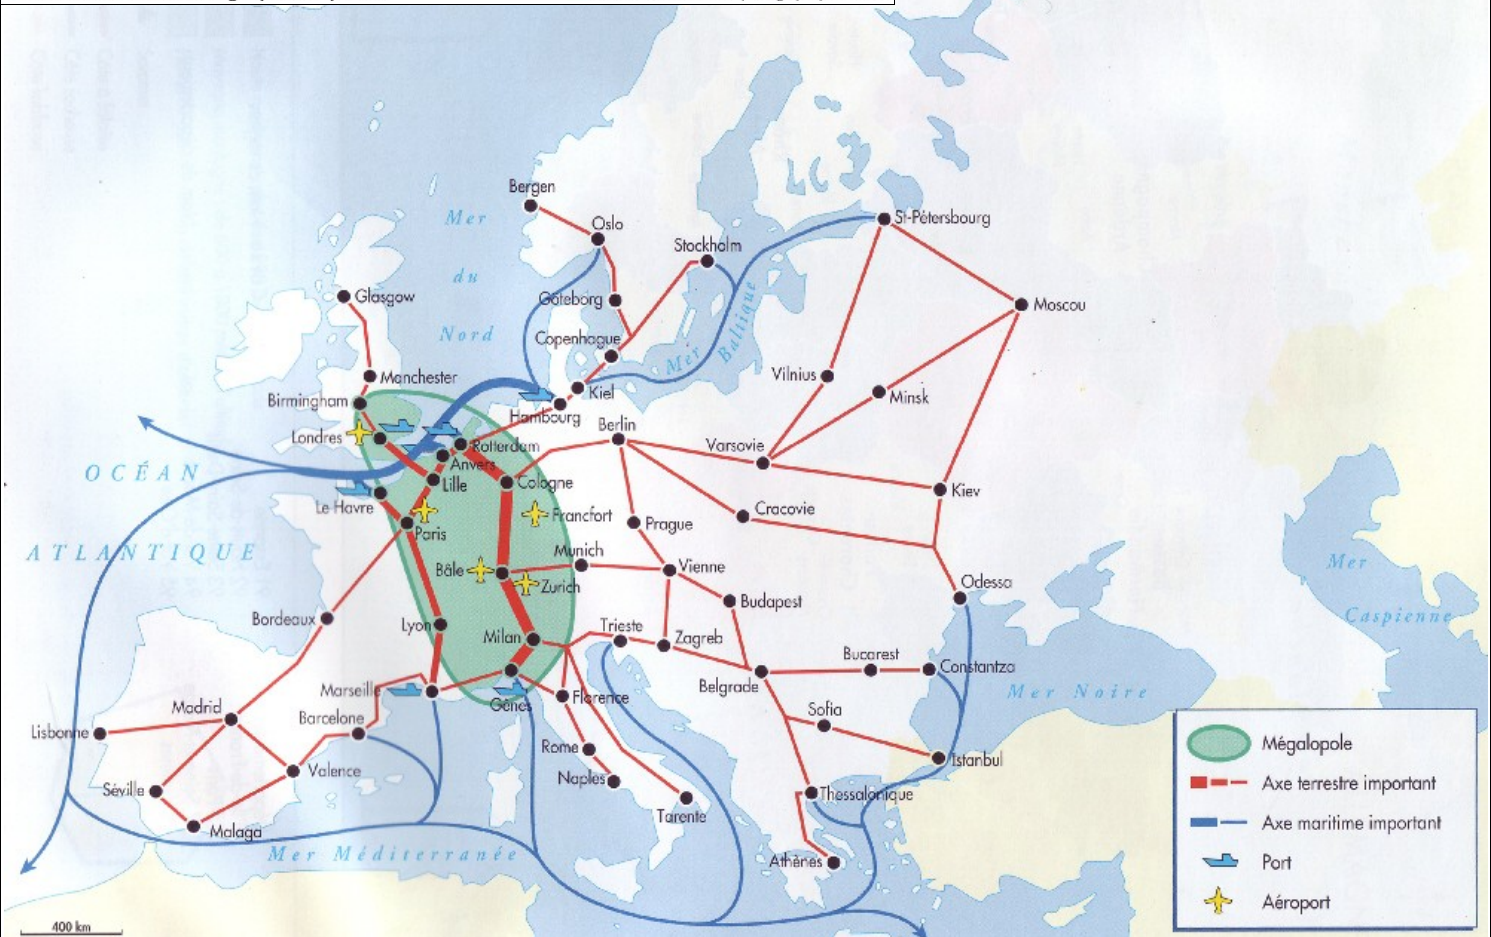 Bergen
Mer
Oslo
St-Pétersbourg
Stockholm
du
Glasgow
Göteborg
Moscou
Nord
Copenhague
Mer
Baltique
Manchester
Vilnius
Kiel
Minsk
Birmingham
Hambourg
Berlin
Londres
Rotterdam
Varsovie
Anvers
OCÉAN
Lille
Cologne
Kiev
Le Havre
Francfort
Cracovie
Paris
Prague
ATLANTIQUE
Munich
Bâle
Vienne
Mer
Zurich
Odessa
Budapest
Caspienne
Bordeaux
Lyon
Trieste
Milan
Zagreb
Bucarest
Constantza
Marseille
Belgrade
Mer Noire
Gênes
Florence
Madrid
Barcelone
Sofia
Lisbonne
Rome
Istanbul
Valence
Naples
Séville
Thessalonique
Tarente
Malaga
Mer Méditerranée
Athènes
400 km
Mégalopole
Axe terrestre important
Axe maritime important
Port
Aéroport